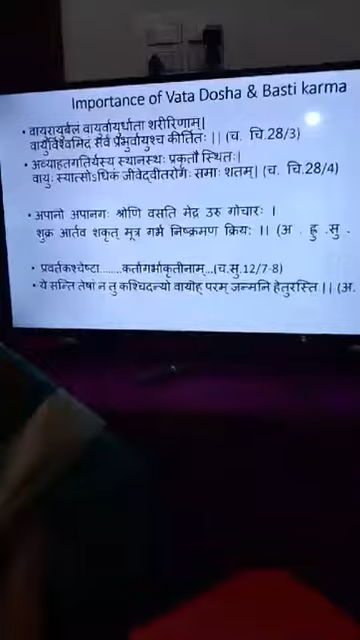 Importance of Vata Dosha & Basti karma
• वायुरायुर्बलं वायुर्वायुर्धाता शरीरिणाम्|
वायुर्विश्वमिदं सर्वं प्रभुर्वायुश्च कीर्तितः || (च. चि.28/3)
• अव्याहतगतिर्यस्य स्थानस्थः प्रकृतौ स्थितः|
वायुः स्यात्सोऽधिकं जीवेद्वीतरोगः समाः शतम्| (च. चि.28/4)
• अपानो अपानगः श्रोणि वसति मेद्र उरु गोचारः |
शुक्र आर्तव शकृत् मूत्र गर्भ निष्क्रमण क्रियः || (अ . ह्रु .सु .
• प्रवर्तकश्चेष्टा........कर्तागर्भाकृतीनाम्...(च.सु.12/7-8)
• ये सन्ति तेषां न तु कश्चिदन्यो वायोह् परम् जन्मनि हेतुरस्ति || (अ.